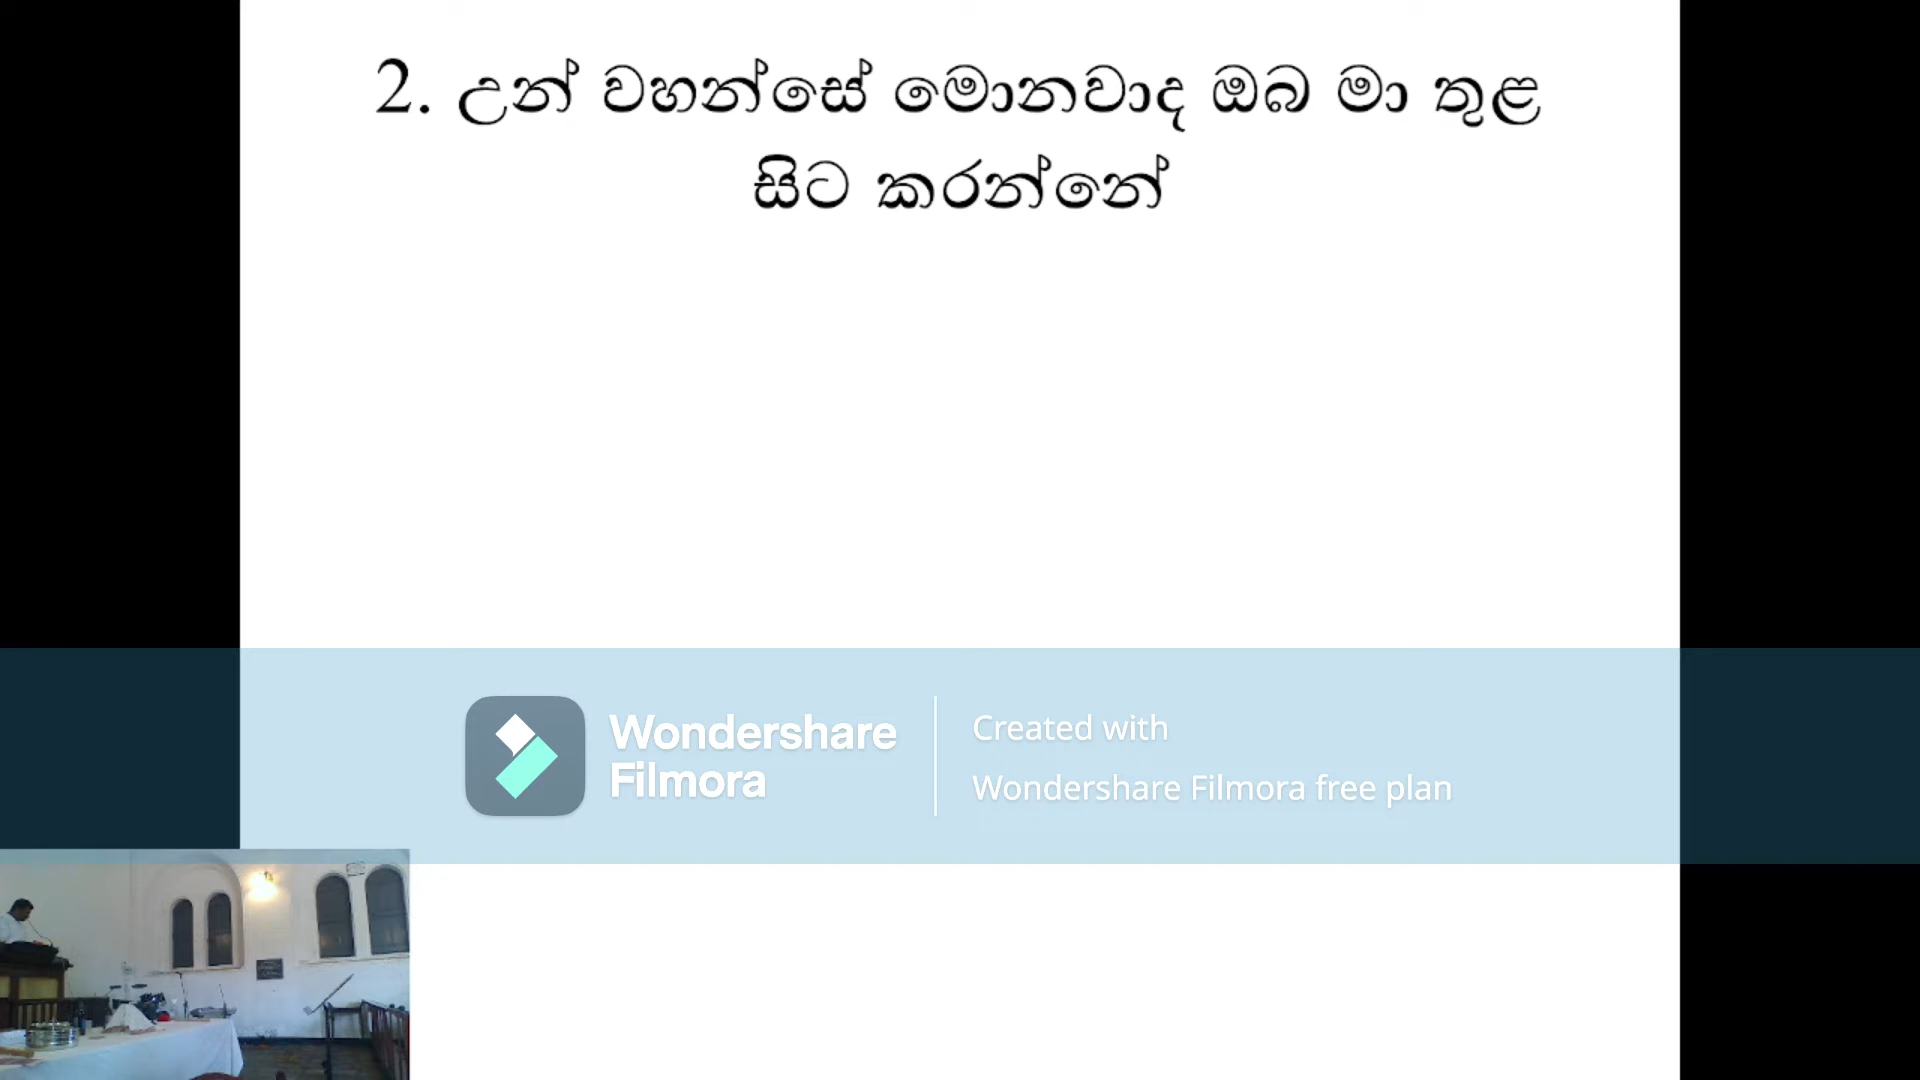 2. උන් වහන්සේ මොනවාද ඔබ මා තුළ
සිට කරන්නේ
Wondershare
Filmora
Created with
Wondershare Filmora free plan